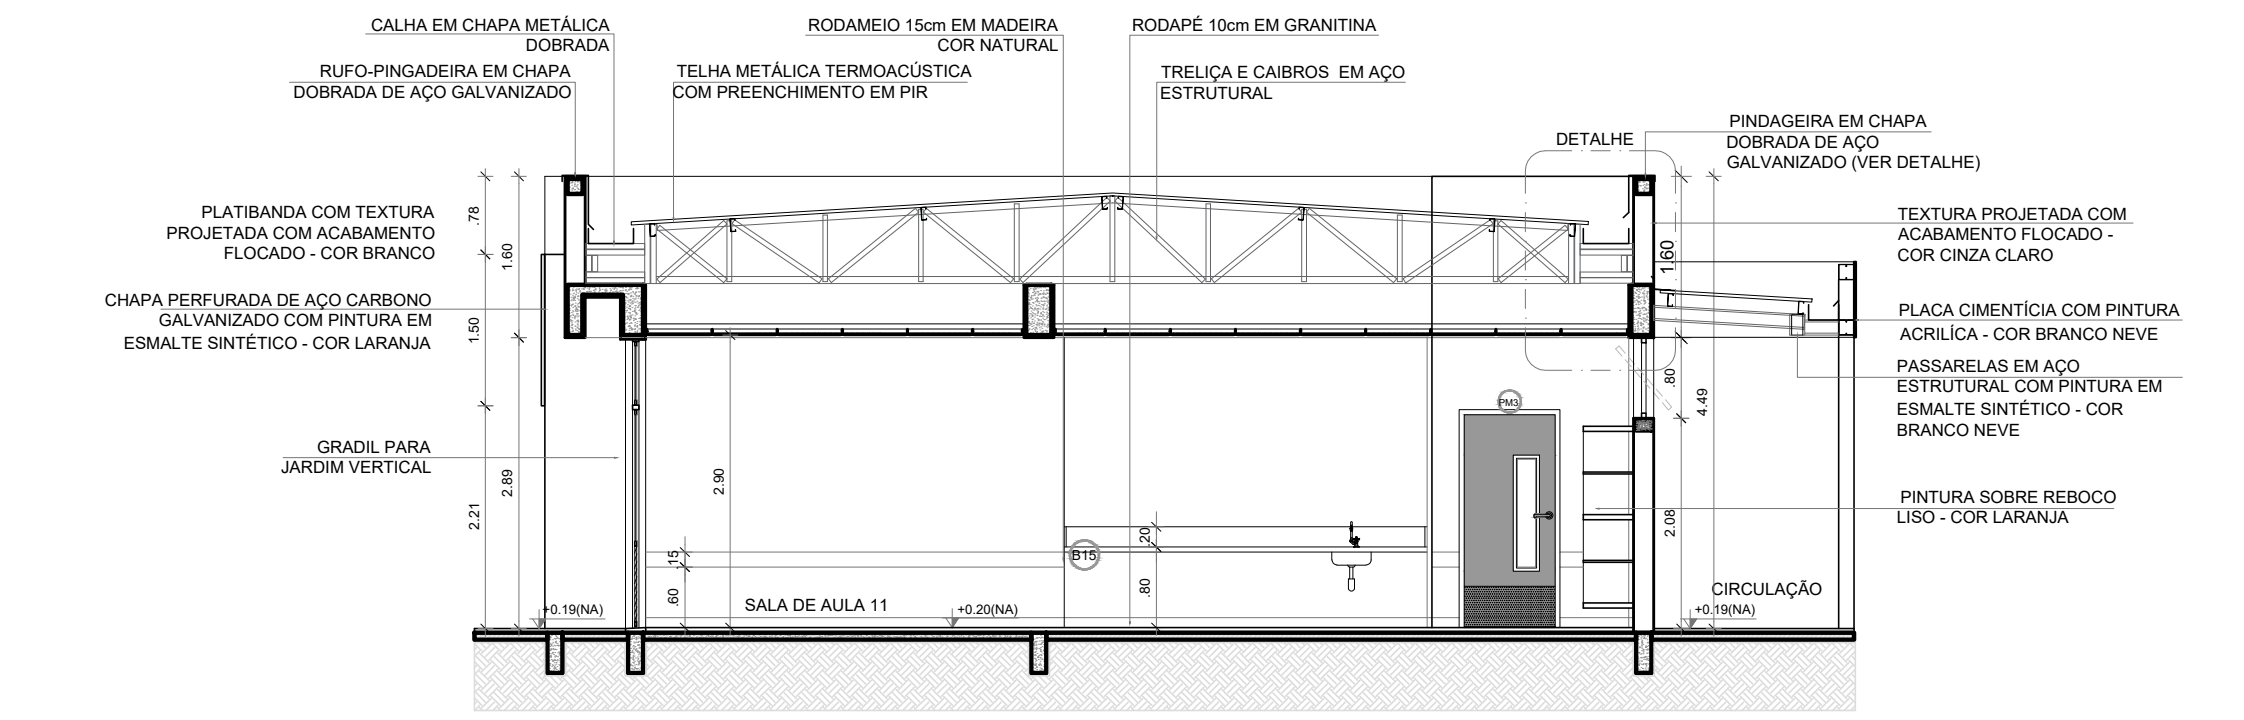 CALHA EM CHAPA METÁLICA
DOBRADA
RUFO-PINGADEIRA EM CHAPA
DOBRADA DE AÇO GALVANIZADO
RODAMEIO 15cm EM MADEIRA
COR NATURAL
TELHA METÁLICA TERMOACÚSTICA
COM PREENCHIMENTO EM PIR
RODAPÉ 10cm EM GRANITINA
TRELIÇA E CAIBROS EM AÇO
ESTRUTURAL
DETALHE
PINDAGEIRA EM CHAPA
DOBRADA DE AÇO
GALVANIZADO (VER DETALHE)
PLATIBANDA COM TEXTURA
PROJETADA COM ACABAMENTO
FLOCADO - COR BRANCO
CHAPA PERFURADA DE AÇO CARBONO
GALVANIZADO COM PINTURA EM
ESMALTE SINTÉTICO - COR LARANJA
GRADIL PARA
JARDIM VERTICAL
.78
1.60
1.50
2.89
2.21
2.90
15
.60
.20
.80
B15
PM3
SALA DE AULA 11
+0.19(NA)
+0.20(NA)
1.60
.80
4.49
2.08
CIRCULAÇÃO
+0.19(NA)
TEXTURA PROJETADA COM
ACABAMENTO FLOCADO -
COR CINZA CLARO
PLACA CIMENTÍCIA COM PINTURA
ACRILÍCA - COR BRANCO NEVE
PASSARELAS EM AÇO
ESTRUTURAL COM PINTURA EM
ESMALTE SINTÉTICO - COR
BRANCO NEVE
PINTURA SOBRE REBOCO
LISO - COR LARANJA